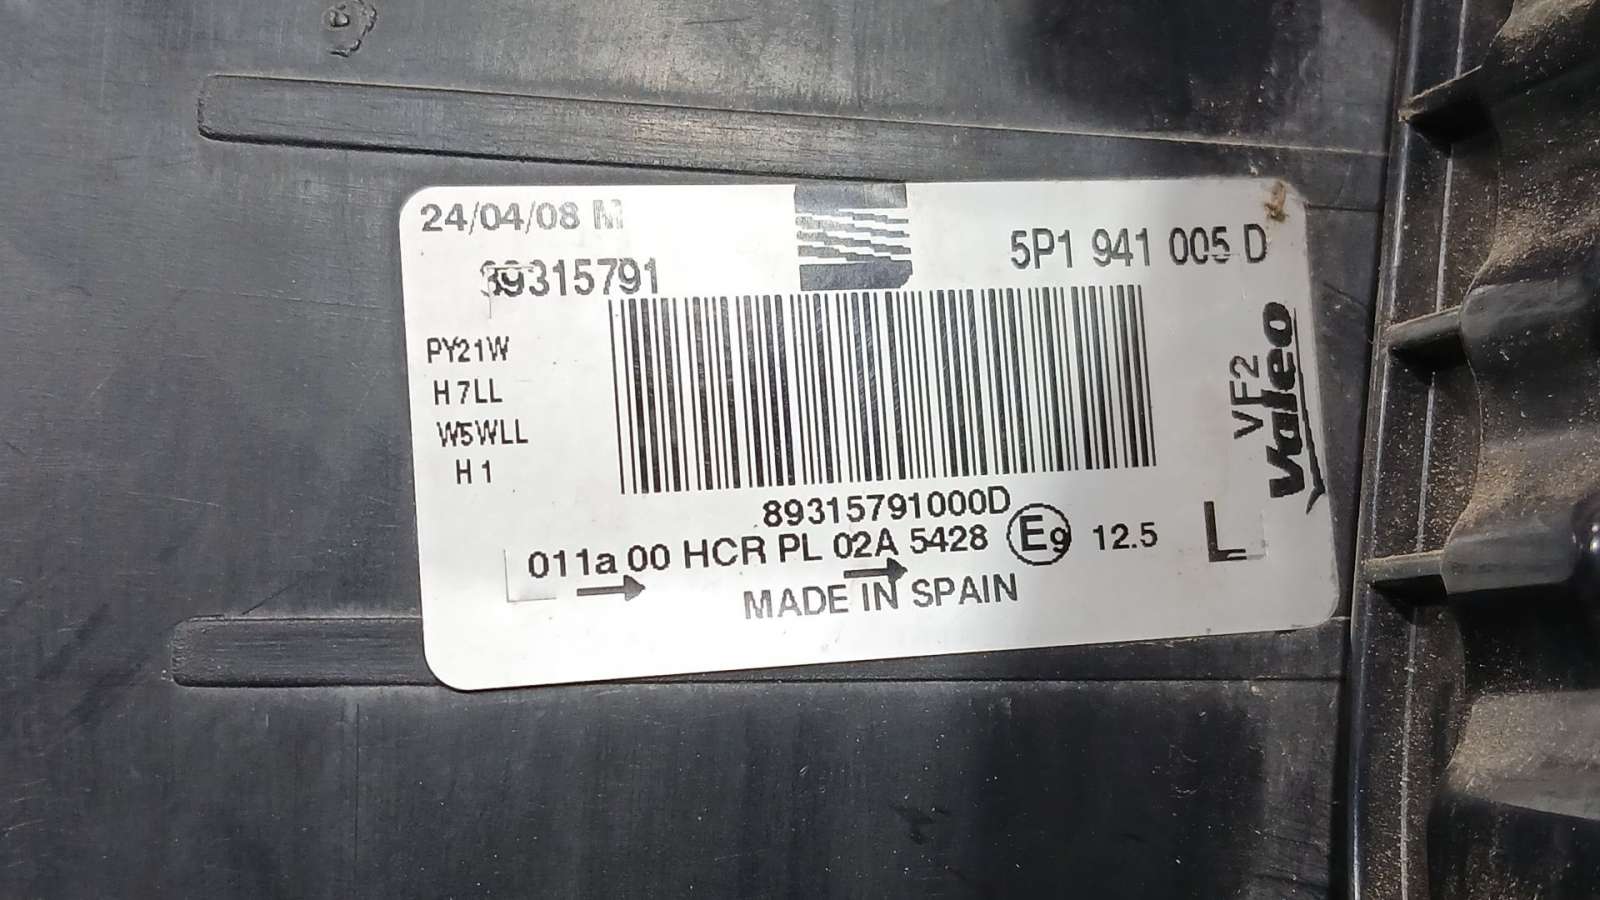 24/04/08 M
5P1 941 005 D
89315791
PY21W
H7LL
W5WLL
H1
VF2
Valeo
89315791000D
011a 00 HCR PL 02A 5428 E9 12.5 L
MADE IN SPAIN